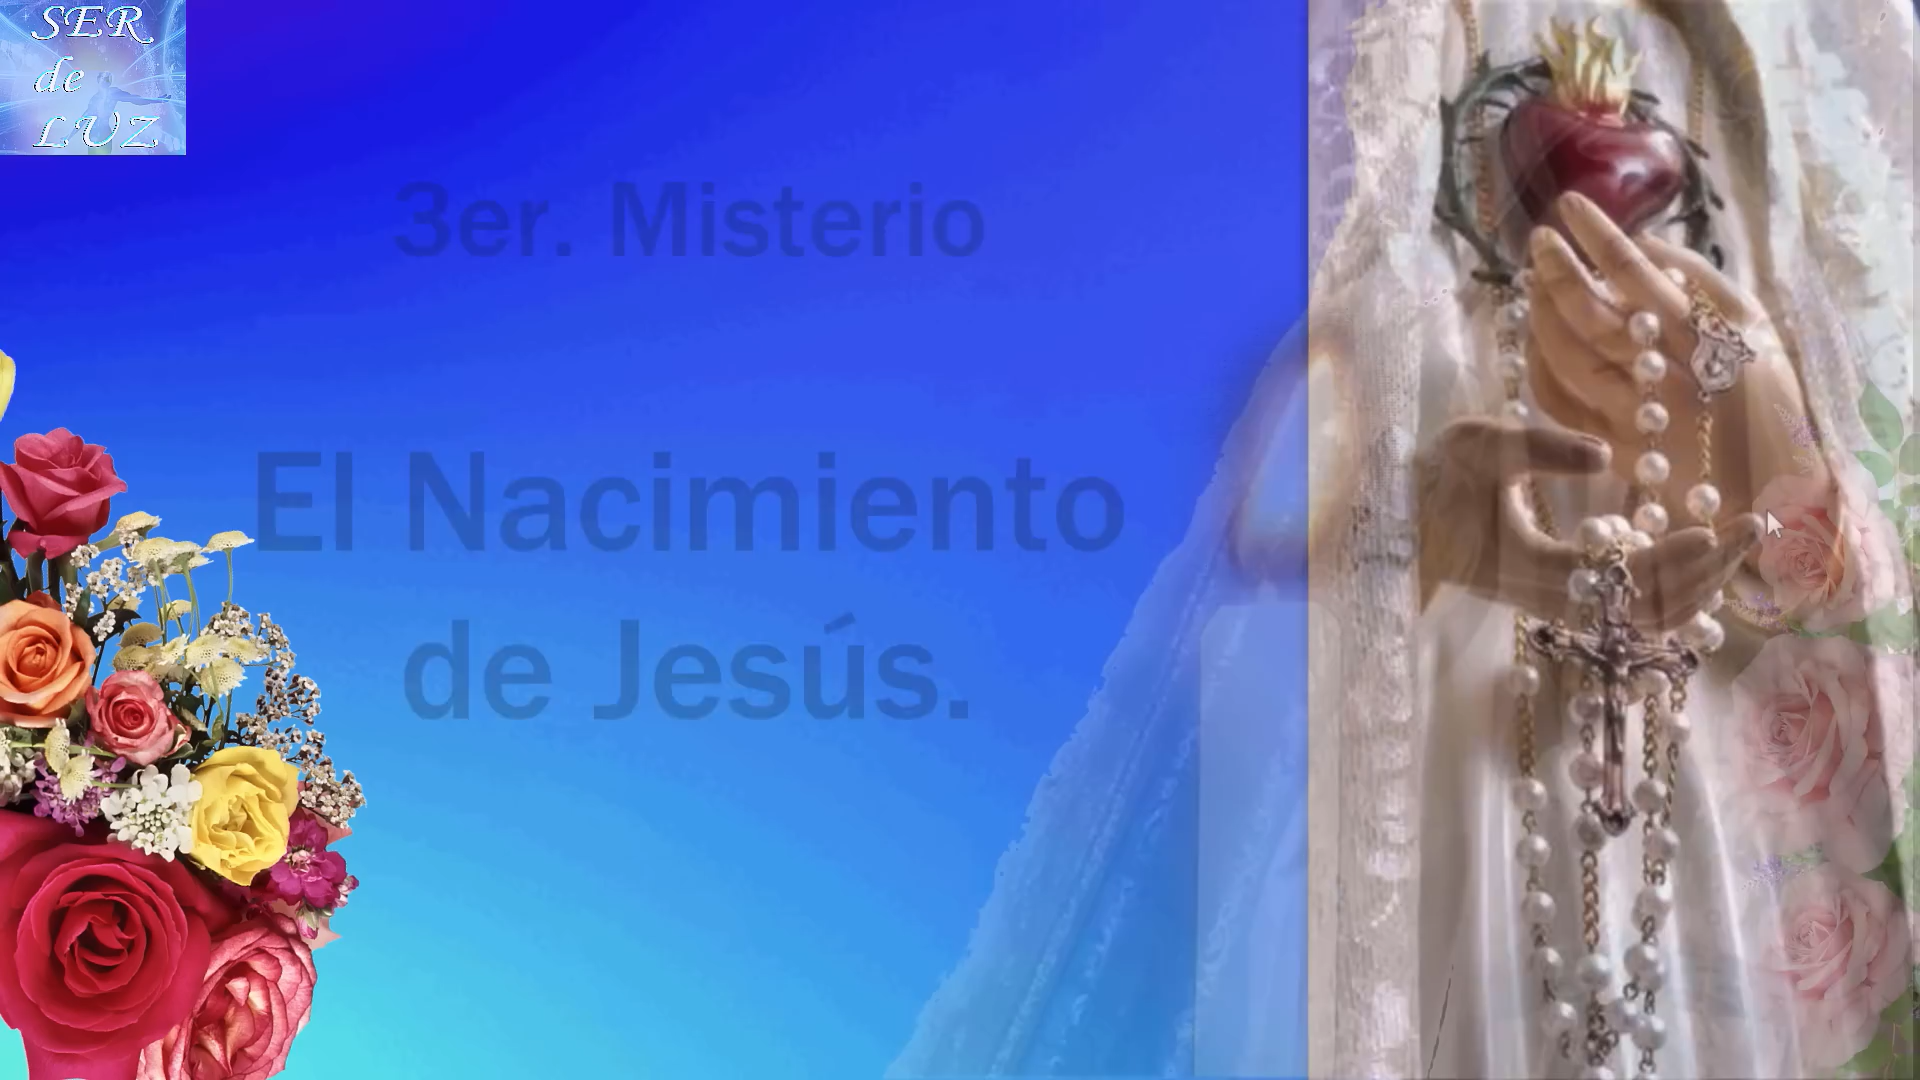 SER
de
LUZ
3er. Misterio
El Nacimiento
de Jesús.